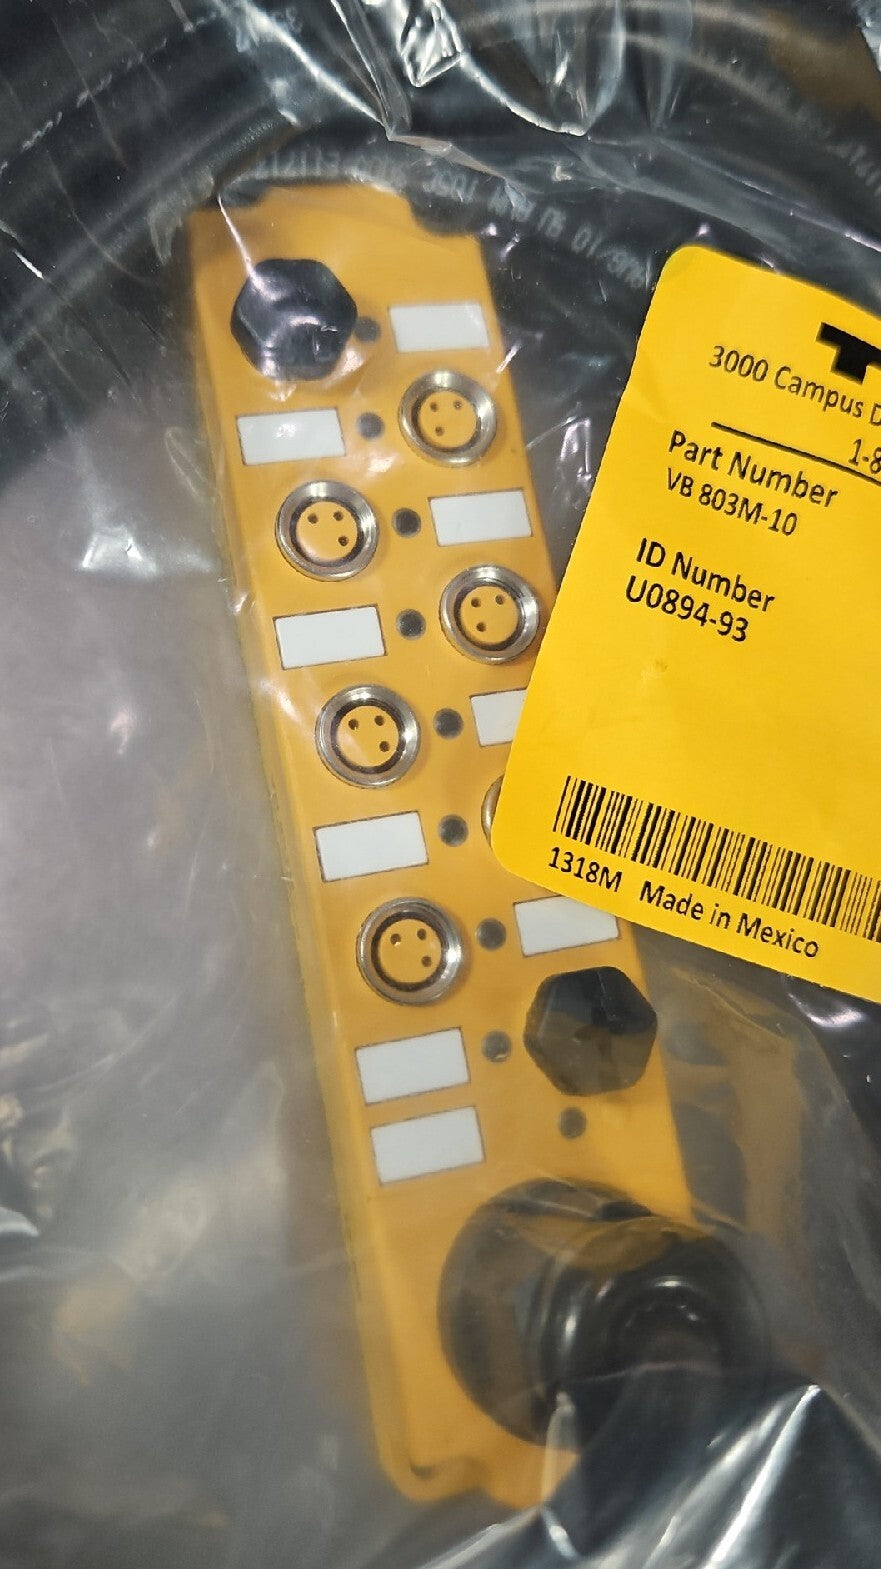 3000 Campus D
1-8
Part Number
VB 803M-10
ID Number
U0894-93
1318M Made in Mexico